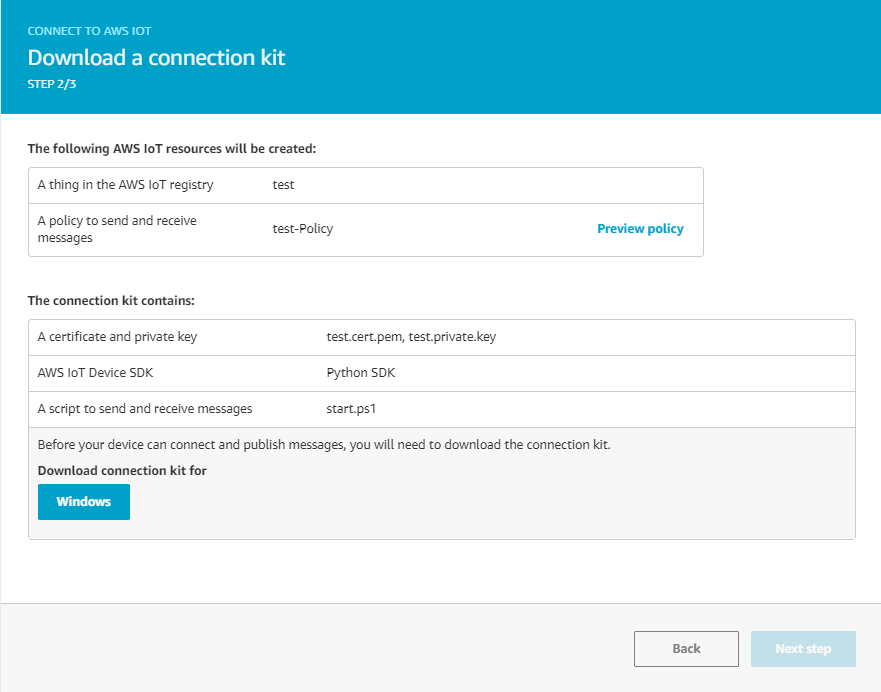 CONNECT TO AWS IOT
Download a connection kit
STEP 2/3
The following AWS IoT resources will be created:
A thing in the AWS IoT registry test
A policy to send and receive
messages
test-Policy
Preview policy
The connection kit contains:
A certificate and private key test.cert.pem, test.private.key
AWS IoT Device SDK Python SDK
A script to send and receive messages start.ps1
Before your device can connect and publish messages, you will need to download the connection kit.
Download connection kit for
Windows
Back Next step